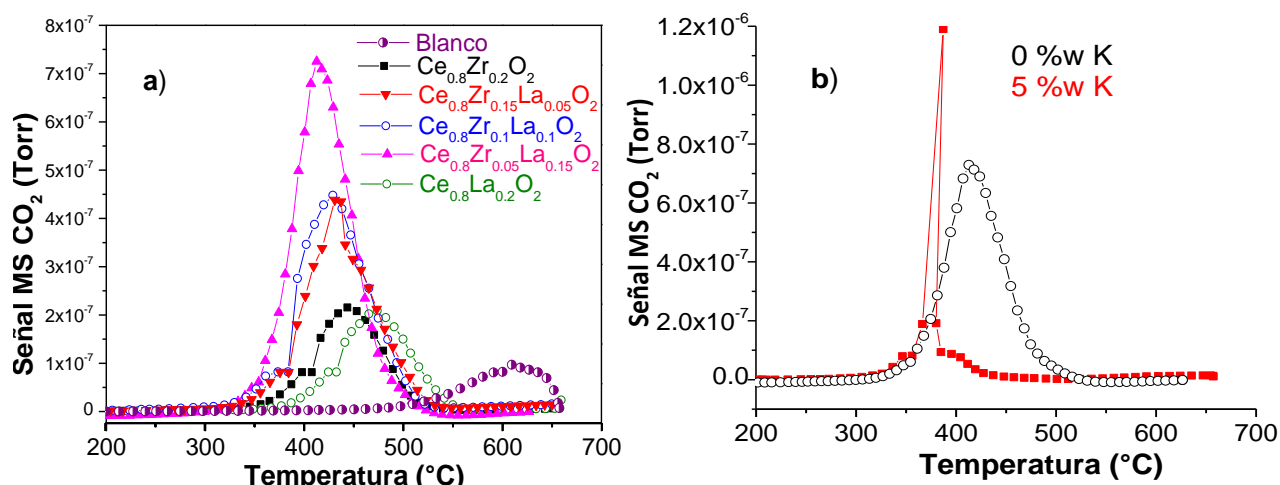 a)
Blanco
Ce0.8Zr0.2O2
Ce0.8Zr0.15La0.05O2
Ce0.8Zr0.1La0.1O2
Ce0.8Zr0.05La0.15O2
Ce0.8La0.2O2
Señal MS CO2 (Torr)
8x10-7
7x10-7
6x10-7
5x10-7
4x10-7
3x10-7
2x10-7
1x10-7
0
200 300 400 500 600 700
Temperatura (°C)
b)
0 %w K
5 %w K
Señal MS CO2 (Torr)
1.2x10-6
1.0x10-6
8.0x10-7
6.0x10-7
4.0x10-7
2.0x10-7
0.0
200 300 400 500 600 700
Temperatura (°C)